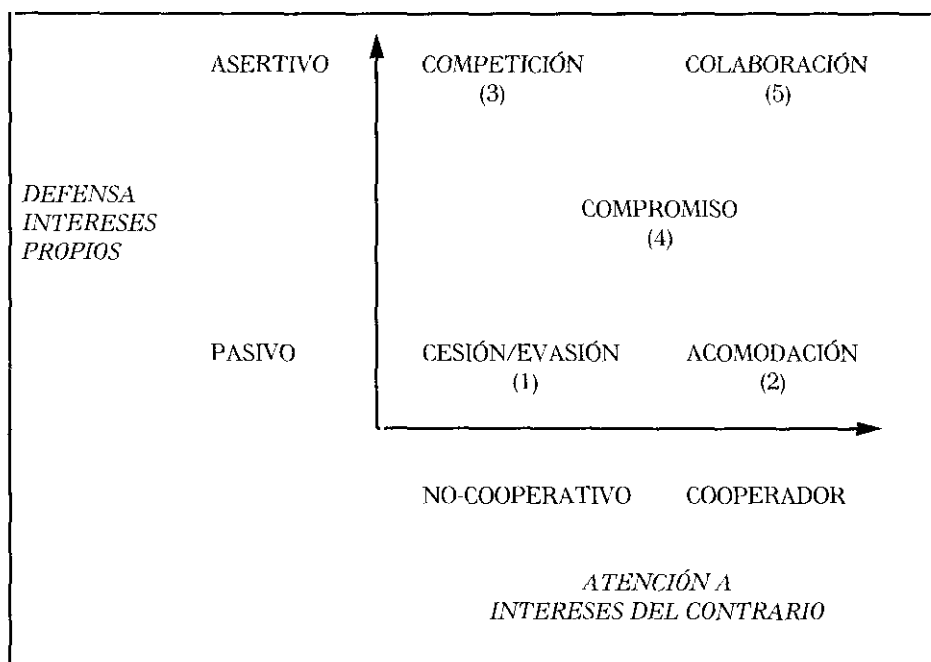 ASERTIVO COMPETICIÓN COLABORACIÓN
(3) (5)
DEFENSA
INTERESES
PROPIOS
COMPROMISO
(4)
PASIVO CESIÓN/EVASIÓN ACOMODACIÓN
(1) (2)
NO-COOPERATIVO COOPERADOR
ATENCIÓN A
INTERESES DEL CONTRARIO